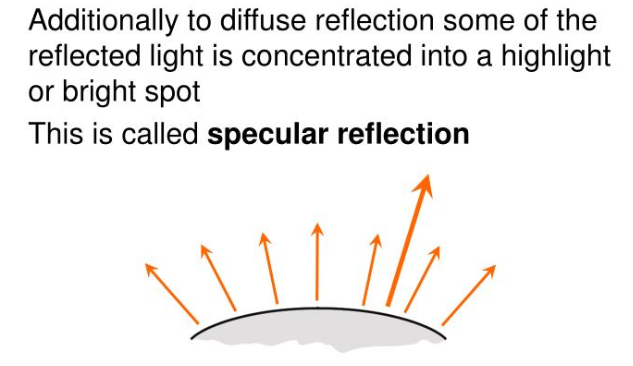 Additionally to diffuse reflection some of the
reflected light is concentrated into a highlight
or bright spot
This is called specular reflection